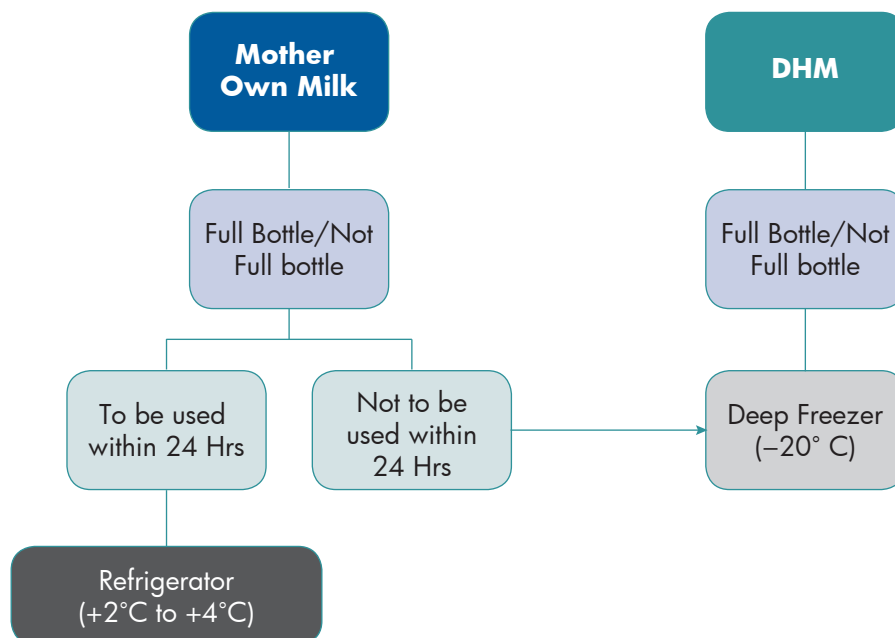 Mother
Own Milk
DHM
Full Bottle/Not
Full bottle
Full Bottle/Not
Full bottle
To be used
within 24 Hrs
Not to be
used within
24 Hrs
Deep Freezer
(–20° C)
Refrigerator
(+2°C to +4°C)